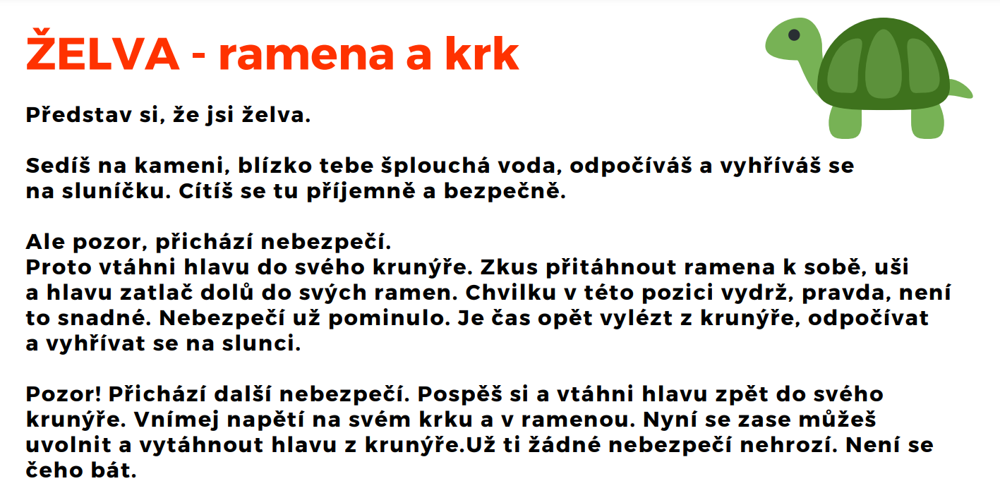 ŽELVA - ramena a krk
Představ si, že jsi želva.
Sedíš na kameni, blízko tebe šplouchá voda, odpočíváš a vyhříváš se
na sluníčku. Cítíš se tu příjemně a bezpečně.
Ale pozor, přichází nebezpečí.
Proto vtáhni hlavu do svého krunýře. Zkus přitáhnout ramena k sobě, uši
a hlavu zatlač dolů do svých ramen. Chvilku v této pozici vydrž, pravda, není
to snadné. Nebezpečí už pominulo. Je čas opět vylézt z krunýře, odpočívat
a vyhřívat se na slunci.
Pozor! Přichází další nebezpečí. Pospěš si a vtáhni hlavu zpět do svého
krunýře. Vnímej napětí na svém krku a v ramenou. Nyní se zase můžeš
uvolnit a vytáhnout hlavu z krunýře.Už ti žádné nebezpečí nehrozí. Není se
čeho bát.